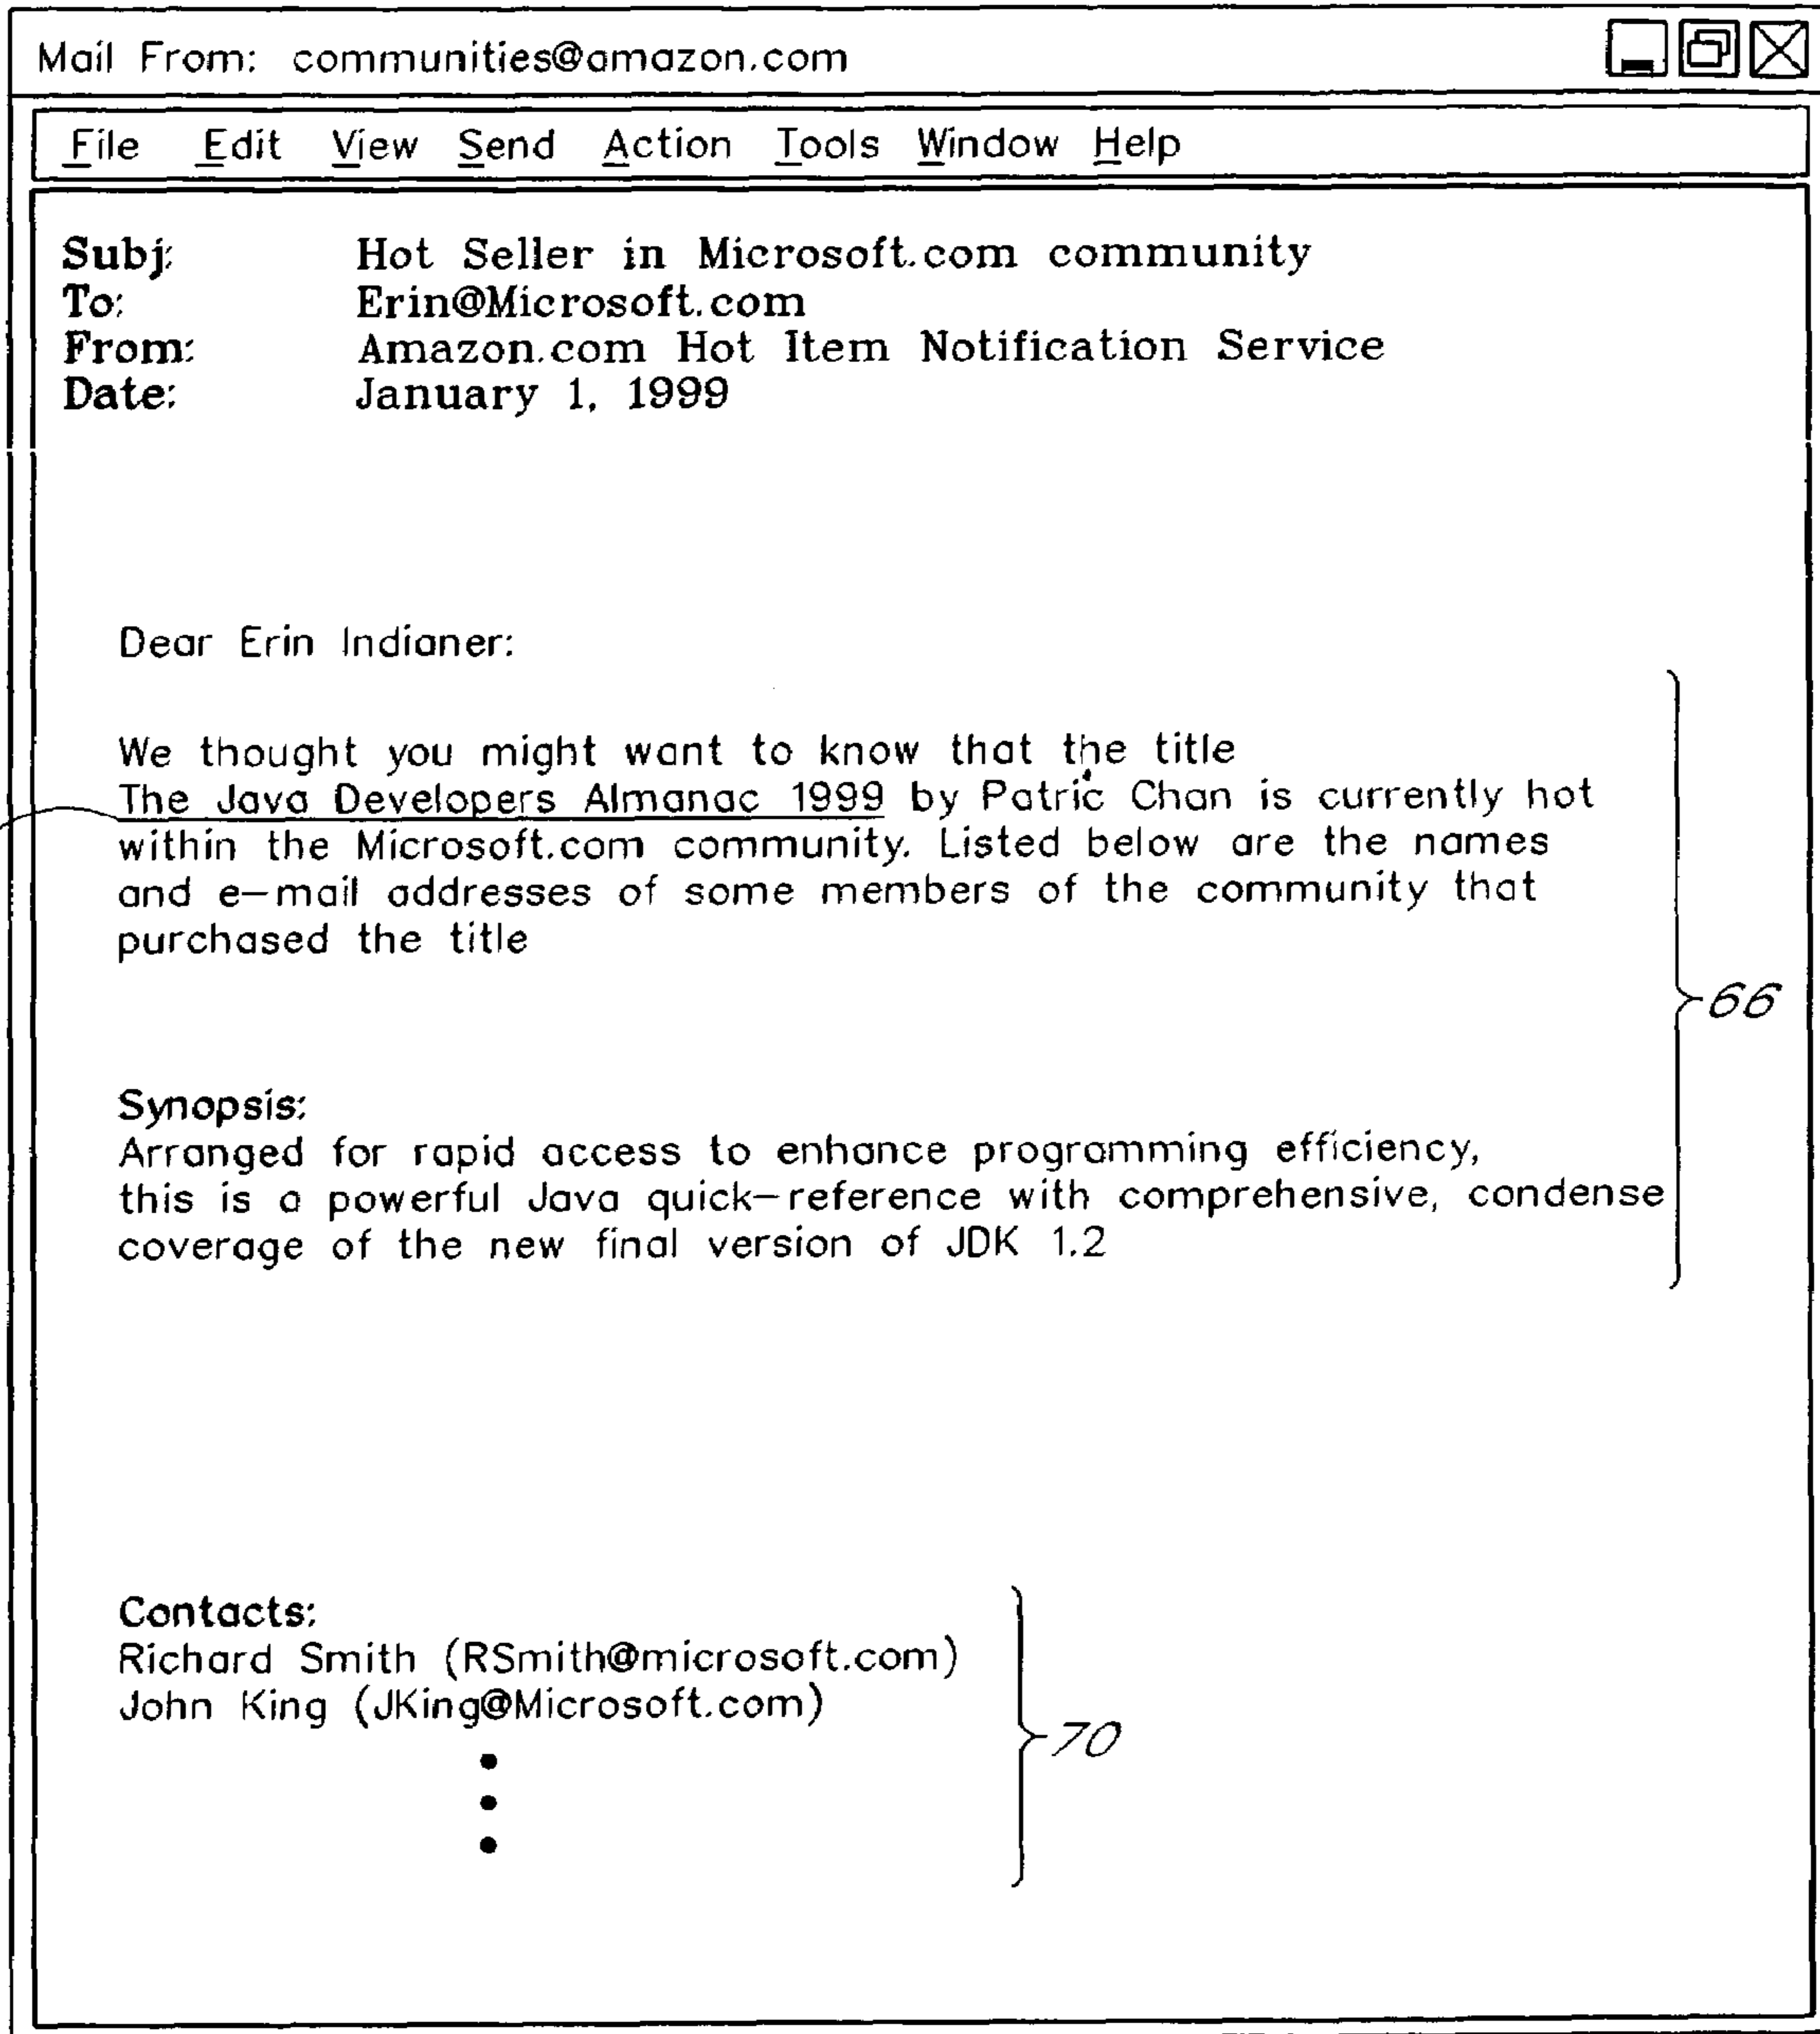 Mail From: communities@amazon.com
File Edit View Send Action Tools Window Help
Subj: Hot Seller in Microsoft.com community
To: Erin@Microsoft.com
From: Amazon.com Hot Item Notification Service
Date: January 1, 1999
Dear Erin Indianer:
We thought you might want to know that the title
The Java Developers Almanac 1999 by Patric Chan is currently hot
within the Microsoft.com community. Listed below are the names
and e-mail addresses of some members of the community that
purchased the title
66
Synopsis:
Arranged for rapid access to enhance programming efficiency,
this is a powerful Java quick-reference with comprehensive, condense
coverage of the new final version of JDK 1.2
Contacts:
Richard Smith (RSmith@microsoft.com)
John King (JKing@Microsoft.com)
70